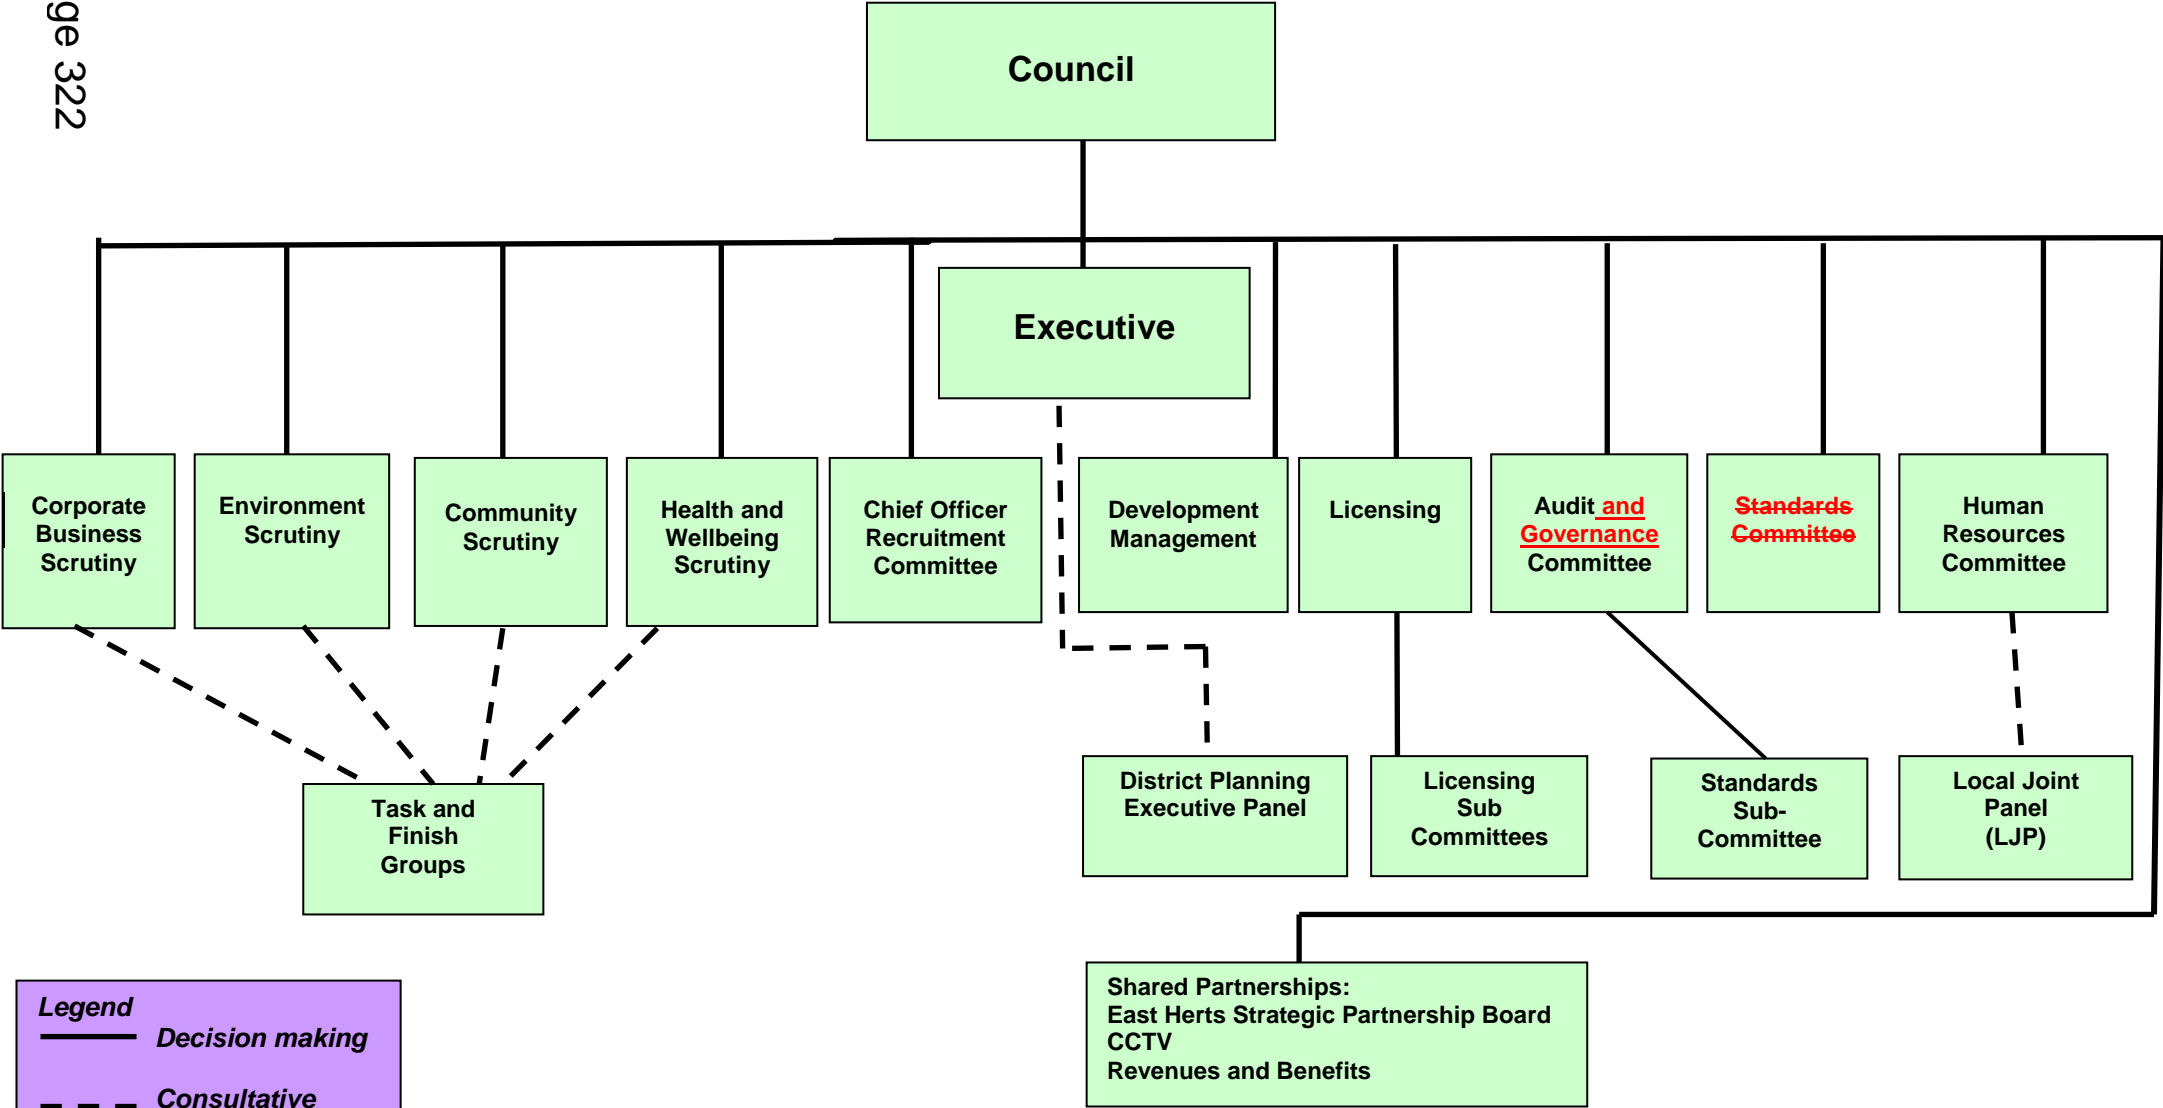 ge 3222
Council
Executive
Corporate
Business
Scrutiny
Environment
Scrutiny
Community
Scrutiny
Health and
Wellbeing
Scrutiny
Chief Officer
Recruitment
Committee
Development
Management
Licensing
Audit and
Governance
Committee
Standards
Committee
Human
Resources
Committee
Task and
Finish
Groups
District Planning
Executive Panel
Licensing
Sub
Committees
Standards
Sub-
Committee
Local Joint
Panel
(LJP)
Shared Partnerships:
East Herts Strategic Partnership Board
CCTV
Revenues and Benefits
Legend
Decision making
Consultative